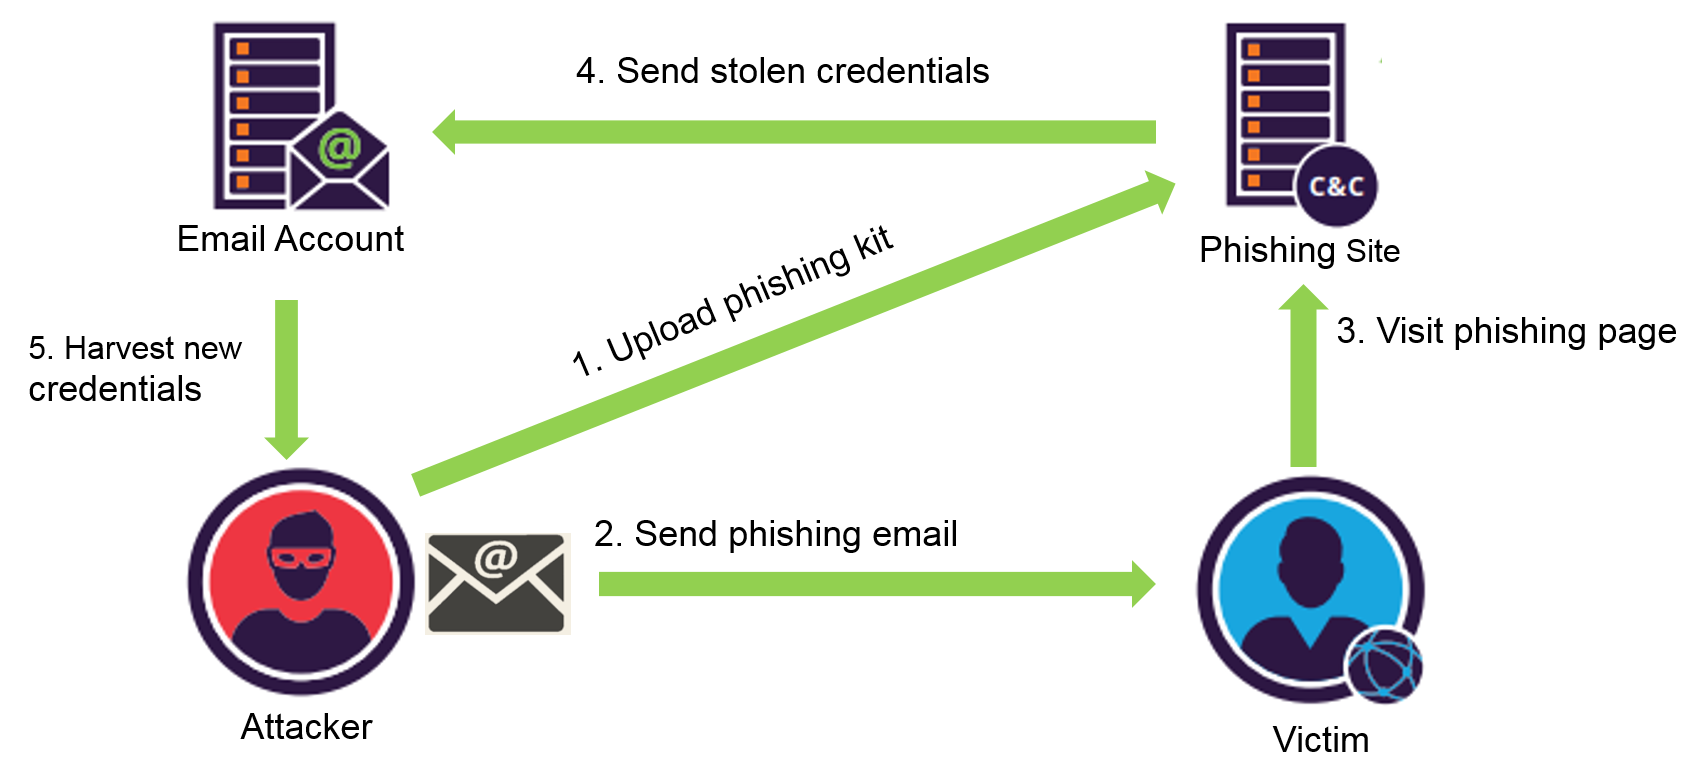 4. Send stolen credentials
@
C&C
Email Account
Phishing Site
1. Upload phishing kit
5. Harvest new
credentials
3. Visit phishing page
2. Send phishing email
@
Attacker
Victim